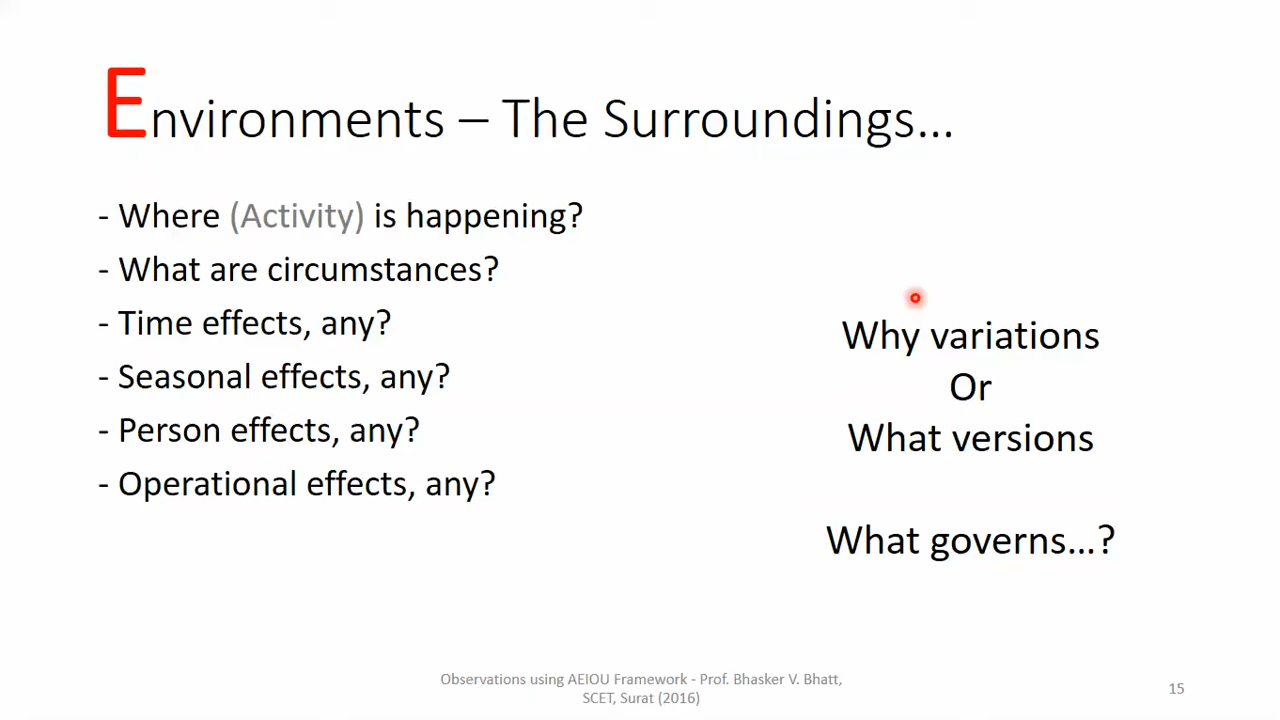 Environments – The Surroundings...
- Where (Activity) is happening?
- What are circumstances?
- Time effects, any?
- Seasonal effects, any?
- Person effects, any?
- Operational effects, any?
Why variations
Or
What versions
What governs...?
Observations using AEIOU Framework - Prof. Bhasker V. Bhatt,
SCET, Surat (2016)
15